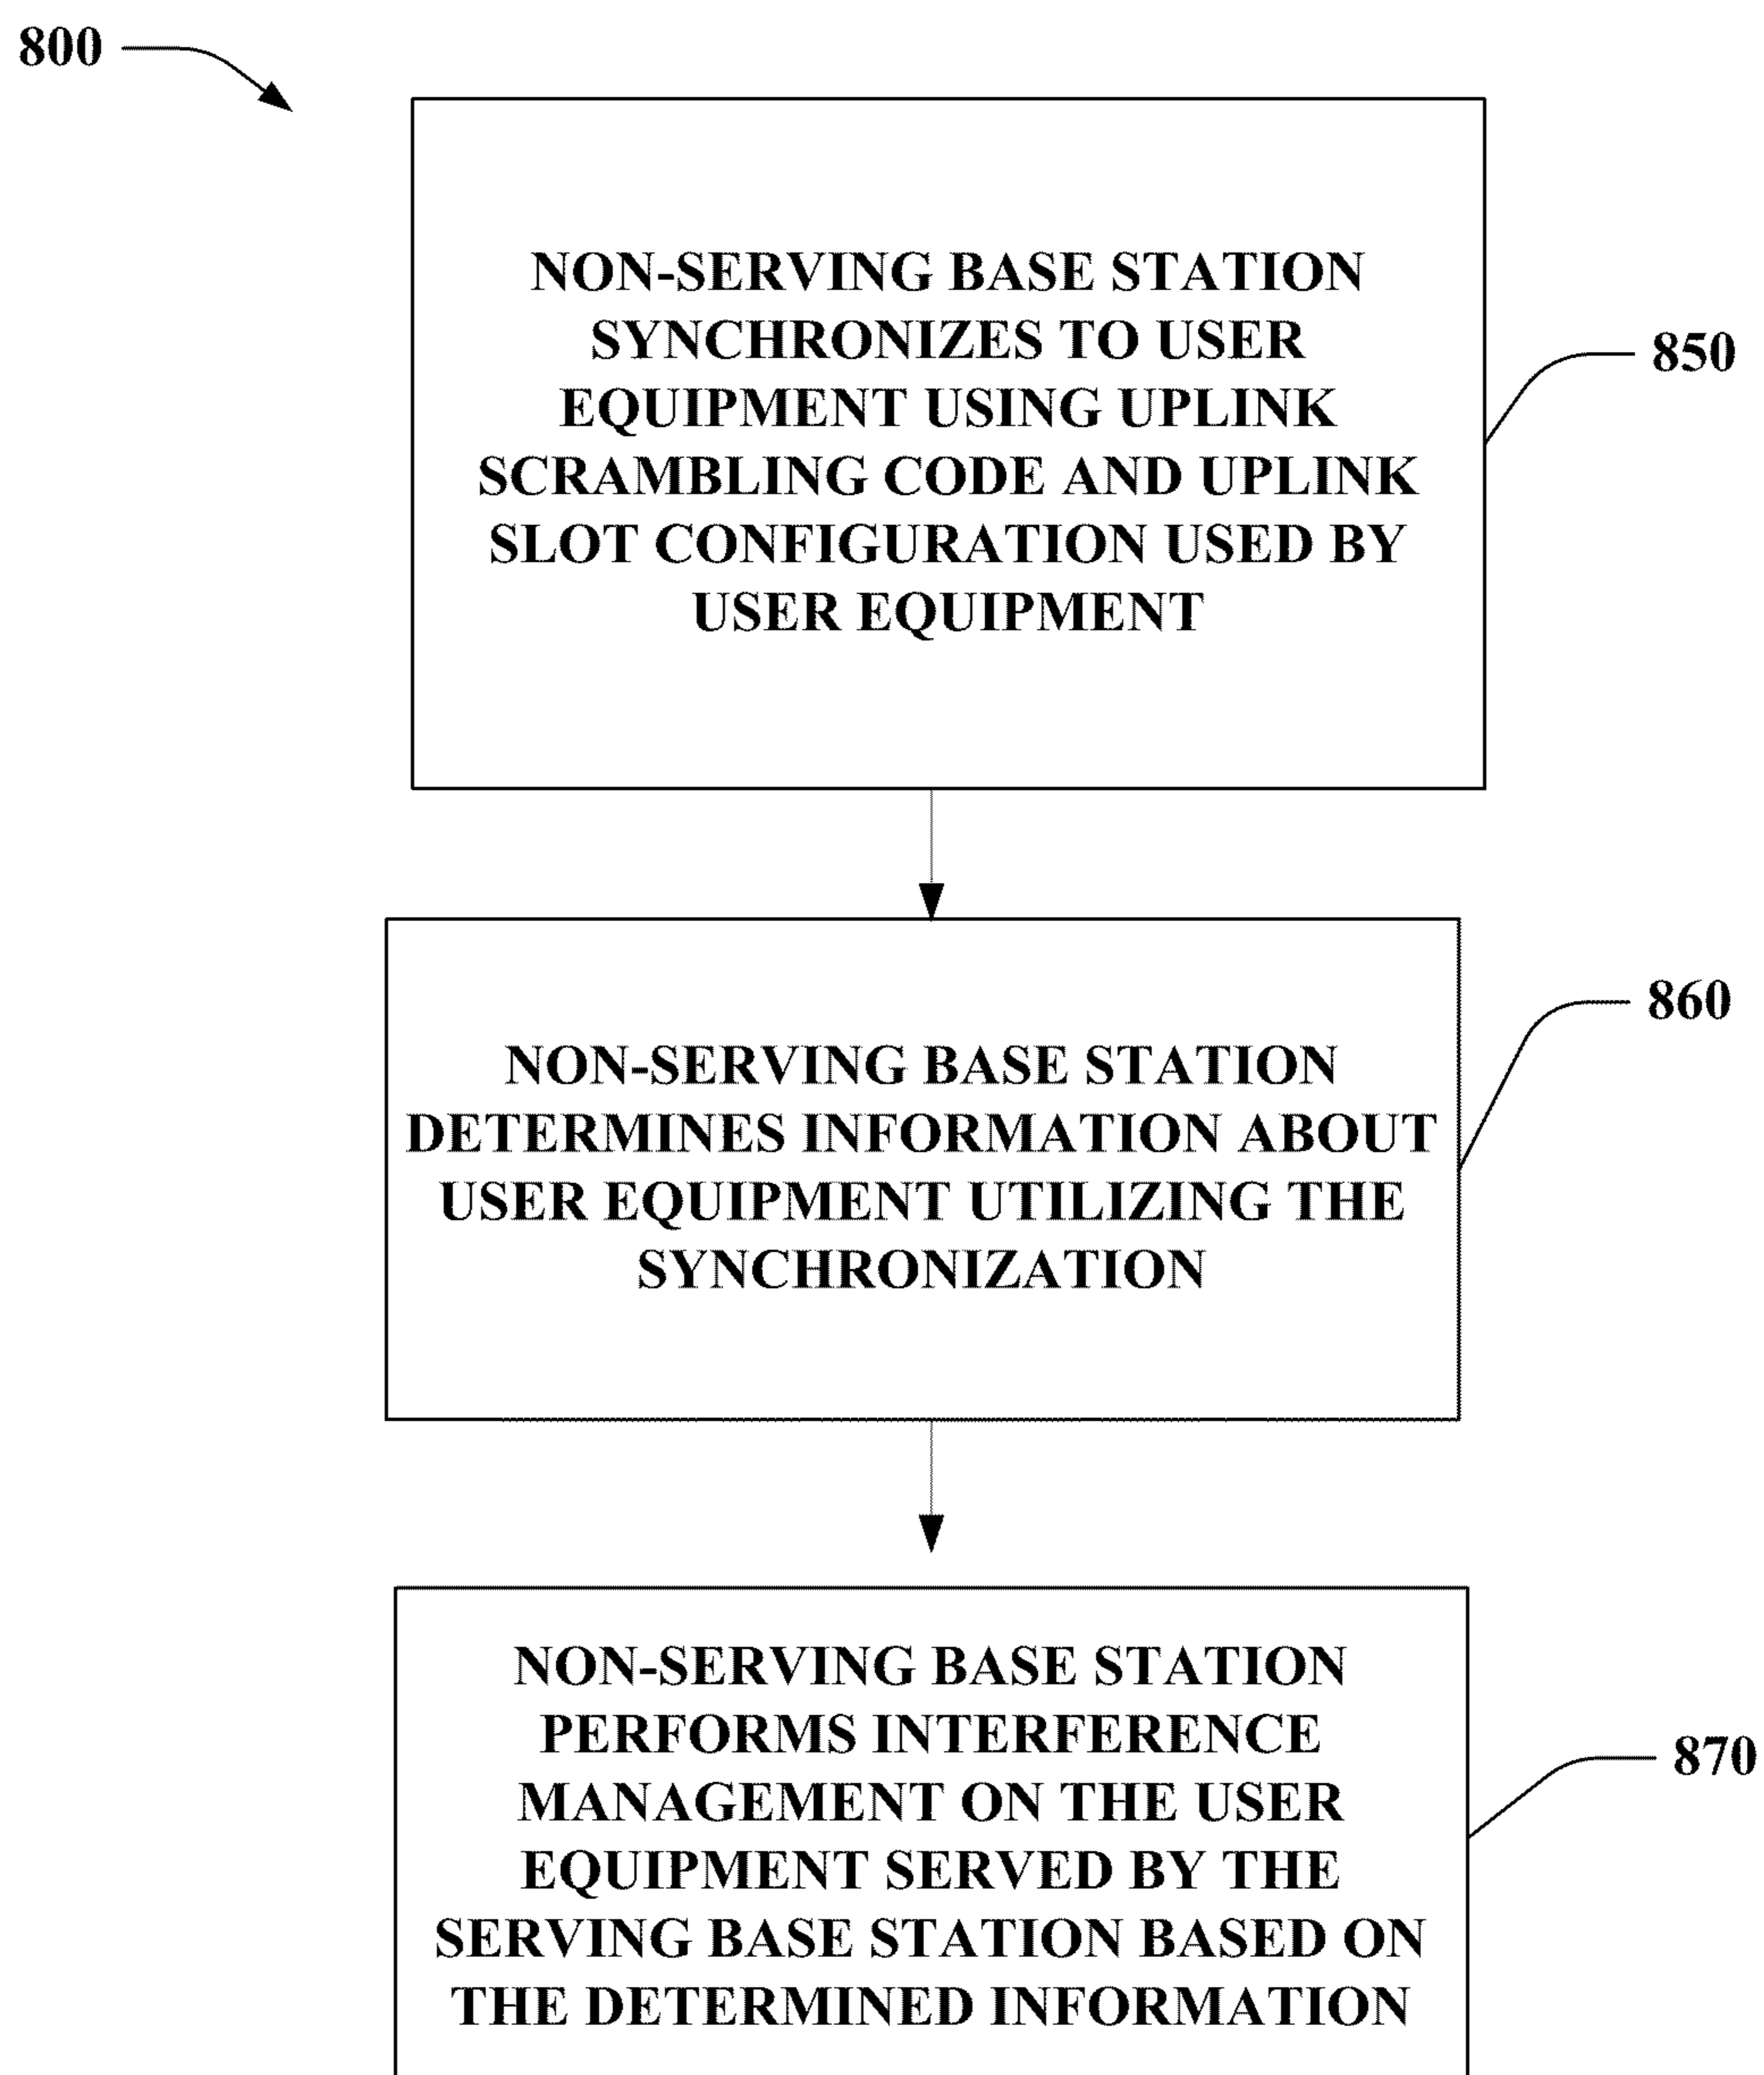 800
NON-SERVING BASE STATION
SYNCHRONIZES TO USER
EQUIPMENT USING UPLINK
SCRAMBLING CODE AND UPLINK
SLOT CONFIGURATION USED BY
USER EQUIPMENT
850
NON-SERVING BASE STATION
DETERMINES INFORMATION ABOUT
USER EQUIPMENT UTILIZING THE
SYNCHRONIZATION
860
NON-SERVING BASE STATION
PERFORMS INTERFERENCE
MANAGEMENT ON THE USER
EQUIPMENT SERVED BY THE
SERVING BASE STATION BASED ON
THE DETERMINED INFORMATION
870